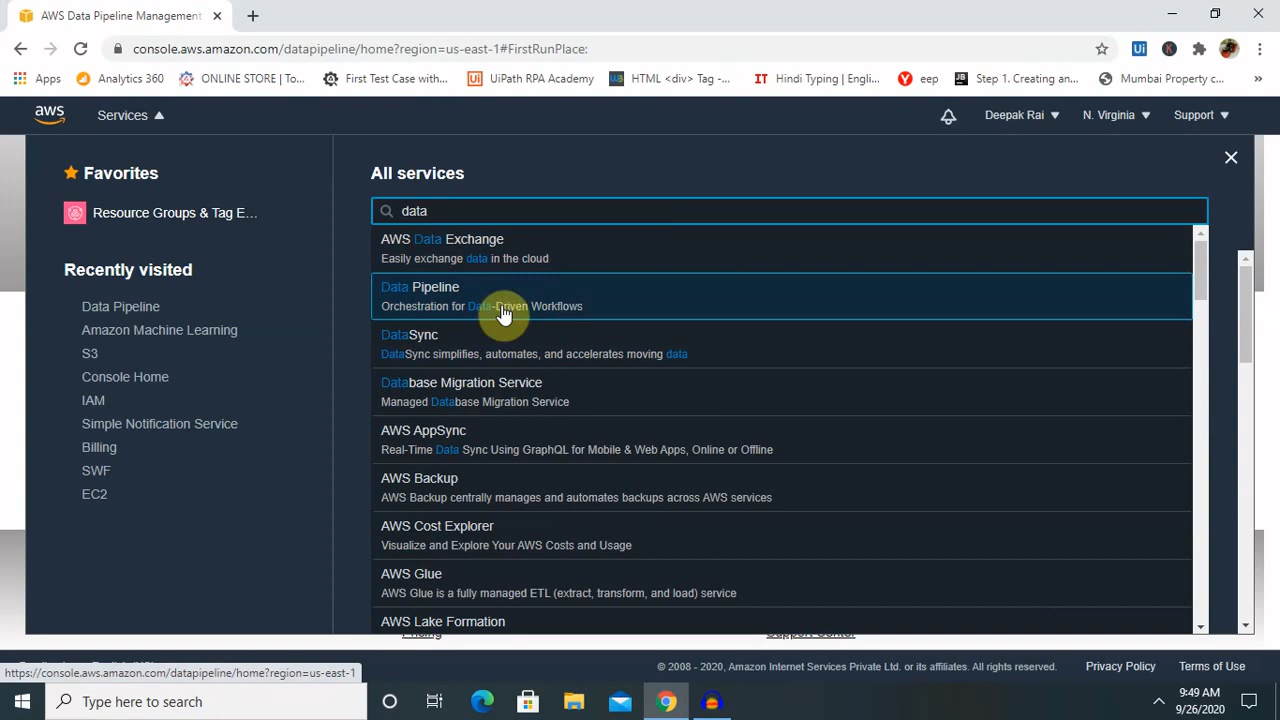 AWS Data Pipeline Management
console.aws.amazon.com/datapipeline/home?region=us-east-1#FirstRunPlace:
Apps
Analytics 360
ONLINE STORE | To...
First Test Case with...
UiPath RPA Academy
HTML <div> Tag -...
Hindi Typing | Engli...
eep
Step 1. Creating an...
Mumbai Property c...
aws
Services
Deepak Rai
N. Virginia
Support
Favorites
Resource Groups & Tag E...
Recently visited
Data Pipeline
Amazon Machine Learning
S3
Console Home
IAM
Simple Notification Service
Billing
SWF
EC2
All services
data
AWS Data Exchange
Easily exchange data in the cloud
Data Pipeline
Orchestration for Data-Driven Workflows
DataSync
DataSync simplifies, automates, and accelerates moving data
Database Migration Service
Managed Database Migration Service
AWS AppSync
Real-Time Data Sync Using GraphQL for Mobile & Web Apps, Online or Offline
AWS Backup
AWS Backup centrally manages and automates backups across AWS services
AWS Cost Explorer
Visualize and Explore Your AWS Costs and Usage
AWS Glue
AWS Glue is a fully managed ETL (extract, transform, and load) service
AWS Lake Formation
Pricing
Support Center
https://console.aws.amazon.com/datapipeline/home?region=us-east-1
© 2008 - 2020, Amazon Internet Services Private Ltd. or its affiliates. All rights reserved.
Privacy Policy
Terms of Use
Type here to search
9:49 AM
9/26/2020